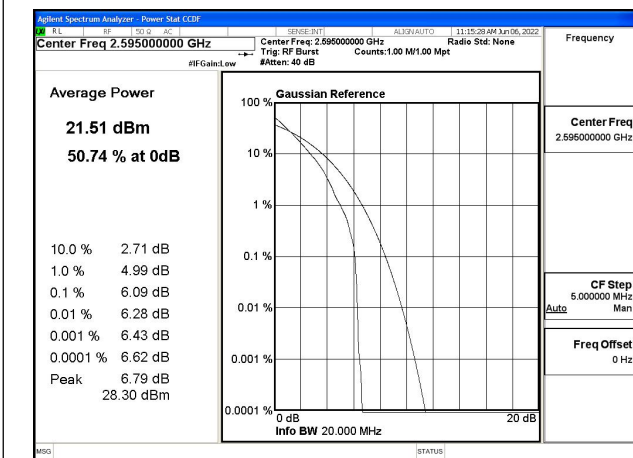 Agilent Spectrum Analyzer - Power Stat CCDF
LXI RL RF 50 Ω AC SENSE:INT ALIGN AUTO 11:15:28 AM Jun 06, 2022
Center Freq 2.595000000 GHz Center Freq: 2.595000000 GHz Radio Std: None
Trig: RF Burst Counts:1.00 M/1.00 Mpt
#IFGain:Low #Atten: 40 dB
Frequency
Average Power
21.51 dBm
50.74 % at 0dB
10.0 % 2.71 dB
1.0 % 4.99 dB
0.1 % 6.09 dB
0.01 % 6.28 dB
0.001 % 6.43 dB
0.0001 % 6.62 dB
Peak 6.79 dB
28.30 dBm
Gaussian Reference
100 %
10 %
1 %
0.1 %
0.01 %
0.001 %
0.0001 %
0 dB 20 dB
Info BW 20.000 MHz
Center Freq
2.595000000 GHz
CF Step
5.000000 MHz
Auto Man
Freq Offset
0 Hz
MSG STATUS